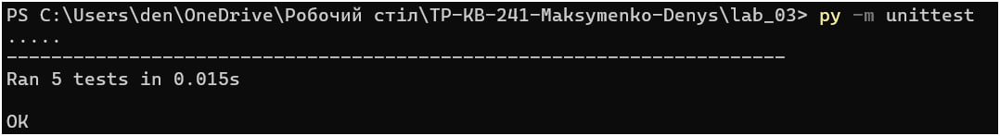 PS C:\Users\den\OneDrive\Робочий стіл\TP-KB-241-Maksymenko-Denys\lab_03> py -m unittest
.....
----------------------------------------------------------------------
Ran 5 tests in 0.015s
OK